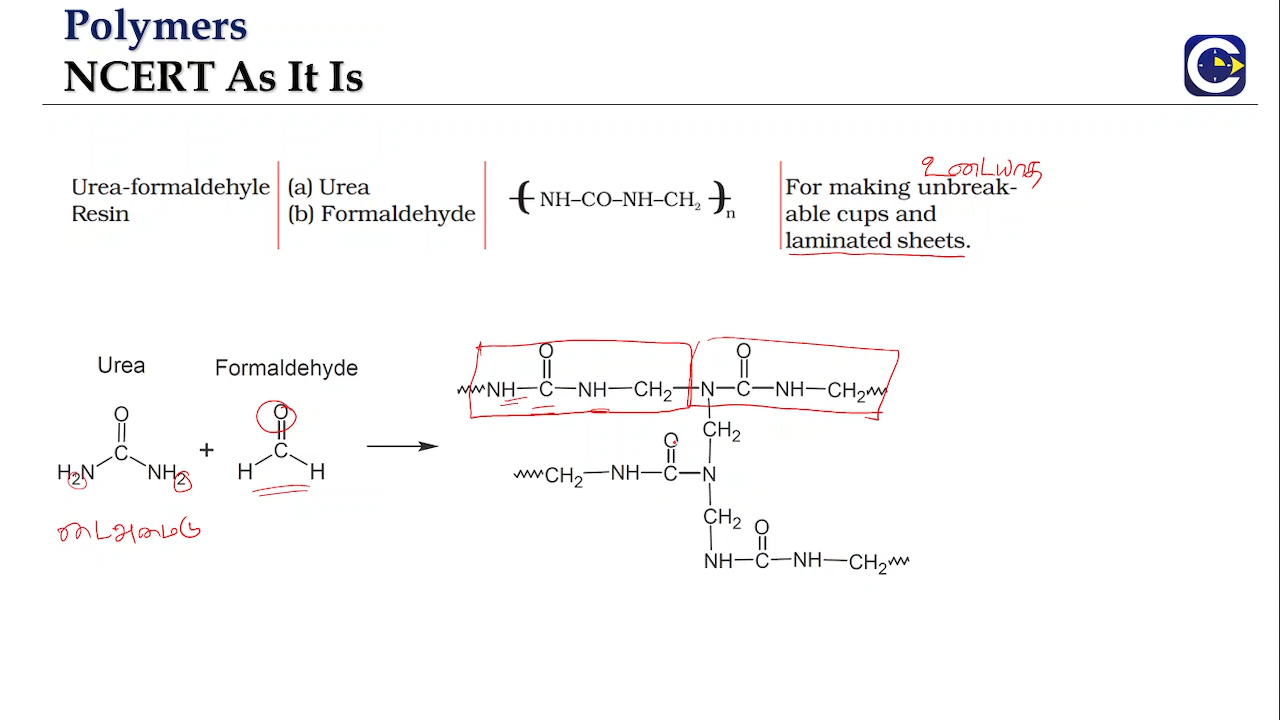 Polymers
NCERT As It Is
உடையாத
Urea-formaldehyle
Resin
(a) Urea
(b) Formaldehyde
( NH–CO–NH–CH₂ )n
For making unbreak-
able cups and
laminated sheets.
Urea
Formaldehyde
O
H₂N C NH₂
+
O
H C H
O O
NH–C–NH–CH₂–N–C–NH–CH₂
CH₂
O
CH₂–NH–C–N
CH₂
O
NH–C–NH–CH₂
டைஅமைடு